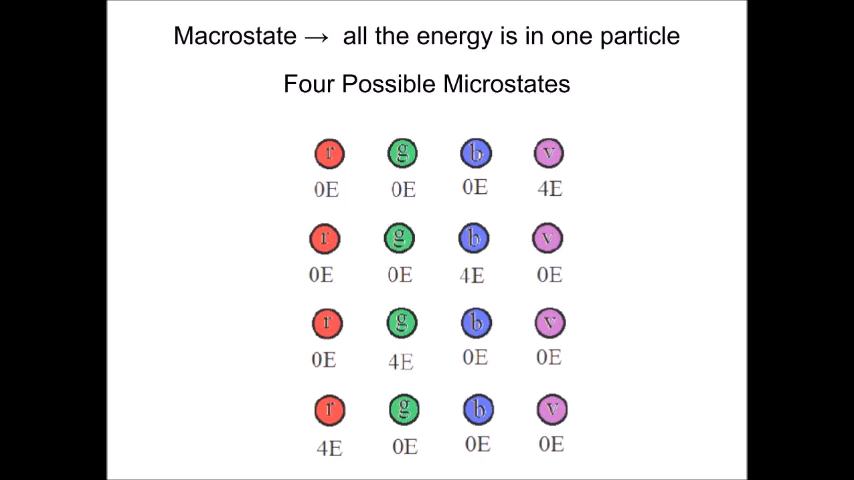 Macrostate → all the energy is in one particle
Four Possible Microstates
r g b v
0E 0E 0E 4E
r g b v
0E 0E 4E 0E
r g b v
0E 4E 0E 0E
r g b v
4E 0E 0E 0E